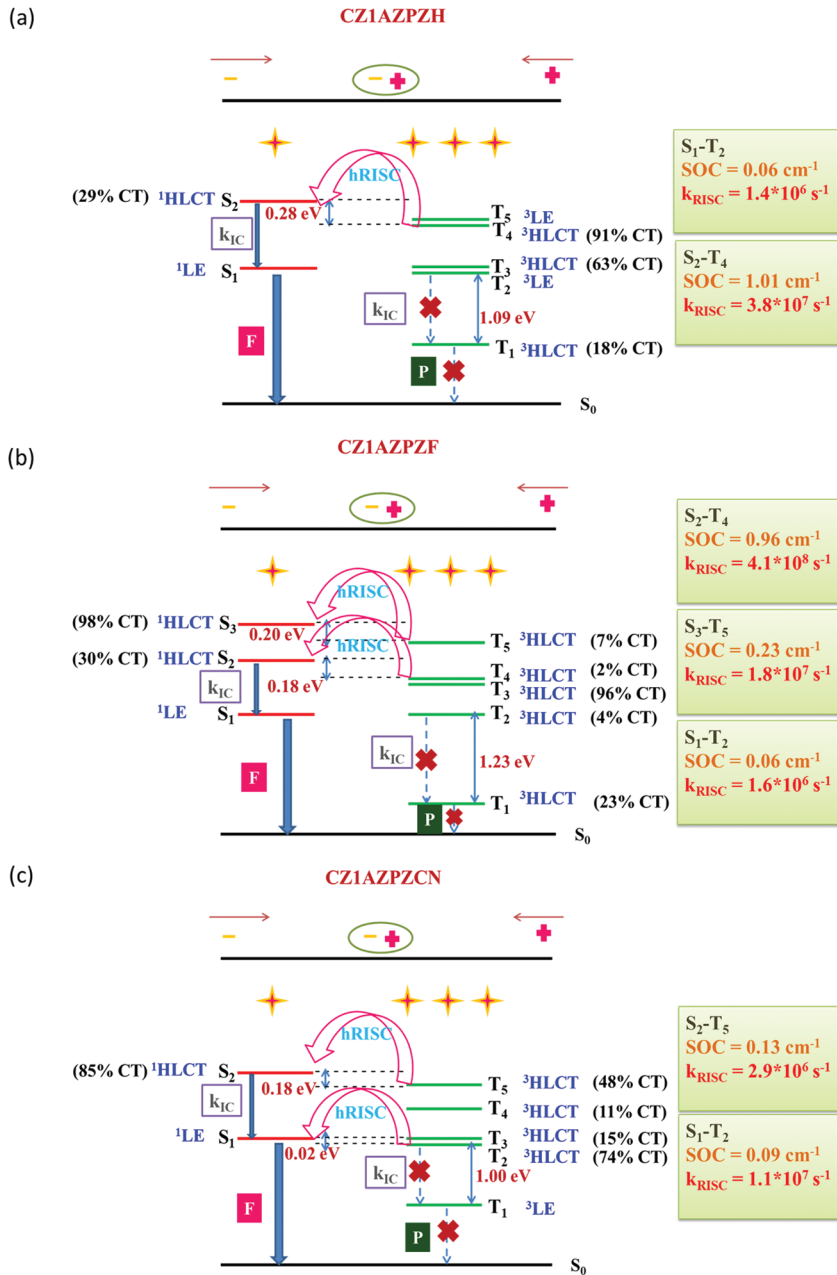 (a)
CZ1AZPZH
− − + +
hRISC
(29% CT) ¹HLCT S₂
0.28 eV
k_IC
¹LE S₁
F
T₅ ³LE
T₄ ³HLCT (91% CT)
T₃ ³HLCT (63% CT)
T₂ ³LE
k_IC
1.09 eV
T₁ ³HLCT (18% CT)
P
S₀
S₁-T₂
SOC = 0.06 cm⁻¹
k_RISC = 1.4*10⁶ s⁻¹
S₂-T₄
SOC = 1.01 cm⁻¹
k_RISC = 3.8*10⁷ s⁻¹
(b)
CZ1AZPZF
− − + +
hRISC
(98% CT) ¹HLCT S₃
0.20 eV
hRISC
(30% CT) ¹HLCT S₂
k_IC
0.18 eV
¹LE S₁
F
T₅ ³HLCT (7% CT)
T₄ ³HLCT (2% CT)
T₃ ³HLCT (96% CT)
T₂ ³HLCT (4% CT)
k_IC
1.23 eV
T₁ ³HLCT (23% CT)
P
S₀
S₂-T₄
SOC = 0.96 cm⁻¹
k_RISC = 4.1*10⁸ s⁻¹
S₃-T₅
SOC = 0.23 cm⁻¹
k_RISC = 1.8*10⁷ s⁻¹
S₁-T₂
SOC = 0.06 cm⁻¹
k_RISC = 1.6*10⁶ s⁻¹
(c)
CZ1AZPZCN
− − + +
hRISC
(85% CT) ¹HLCT S₂
0.18 eV
k_IC
hRISC
¹LE S₁
0.02 eV
F
T₅ ³HLCT (48% CT)
T₄ ³HLCT (11% CT)
T₃ ³HLCT (15% CT)
T₂ ³HLCT (74% CT)
k_IC
1.00 eV
T₁ ³LE
P
S₀
S₂-T₅
SOC = 0.13 cm⁻¹
k_RISC = 2.9*10⁶ s⁻¹
S₁-T₂
SOC = 0.09 cm⁻¹
k_RISC = 1.1*10⁷ s⁻¹